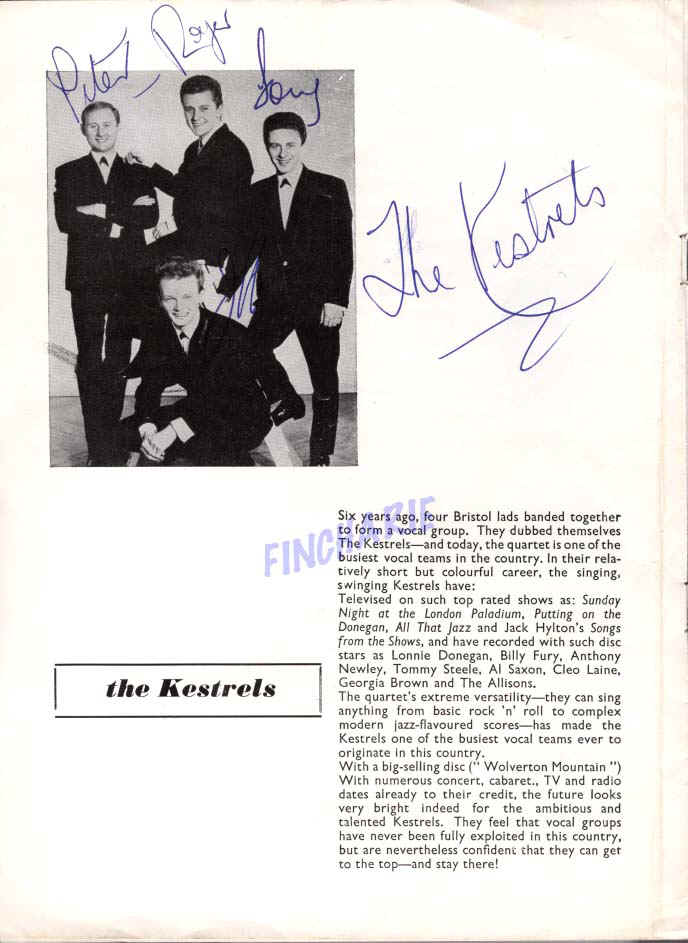 Peter
Roger
Tony
The Kestrels
FINCHARIE
Six years ago, four Bristol lads banded together
to form a vocal group. They dubbed themselves
The Kestrels—and today, the quartet is one of the
busiest vocal teams in the country. In their rela-
tively short but colourful career, the singing,
swinging Kestrels have:
Televised on such top rated shows as: Sunday
Night at the London Paladium, Putting on the
Donegan, All That Jazz and Jack Hylton's Songs
from the Shows, and have recorded with such disc
stars as Lonnie Donegan, Billy Fury, Anthony
Newley, Tommy Steele, Al Saxon, Cleo Laine,
Georgia Brown and The Allisons.
The quartet's extreme versatility—they can sing
anything from basic rock 'n' roll to complex
modern jazz-flavoured scores—has made the
Kestrels one of the busiest vocal teams ever to
originate in this country.
With a big-selling disc (" Wolverton Mountain ")
With numerous concert, cabaret., TV and radio
dates already to their credit, the future looks
very bright indeed for the ambitious and
talented Kestrels. They feel that vocal groups
have never been fully exploited in this country,
but are nevertheless confident that they can get
to the top—and stay there!
the Kestrels